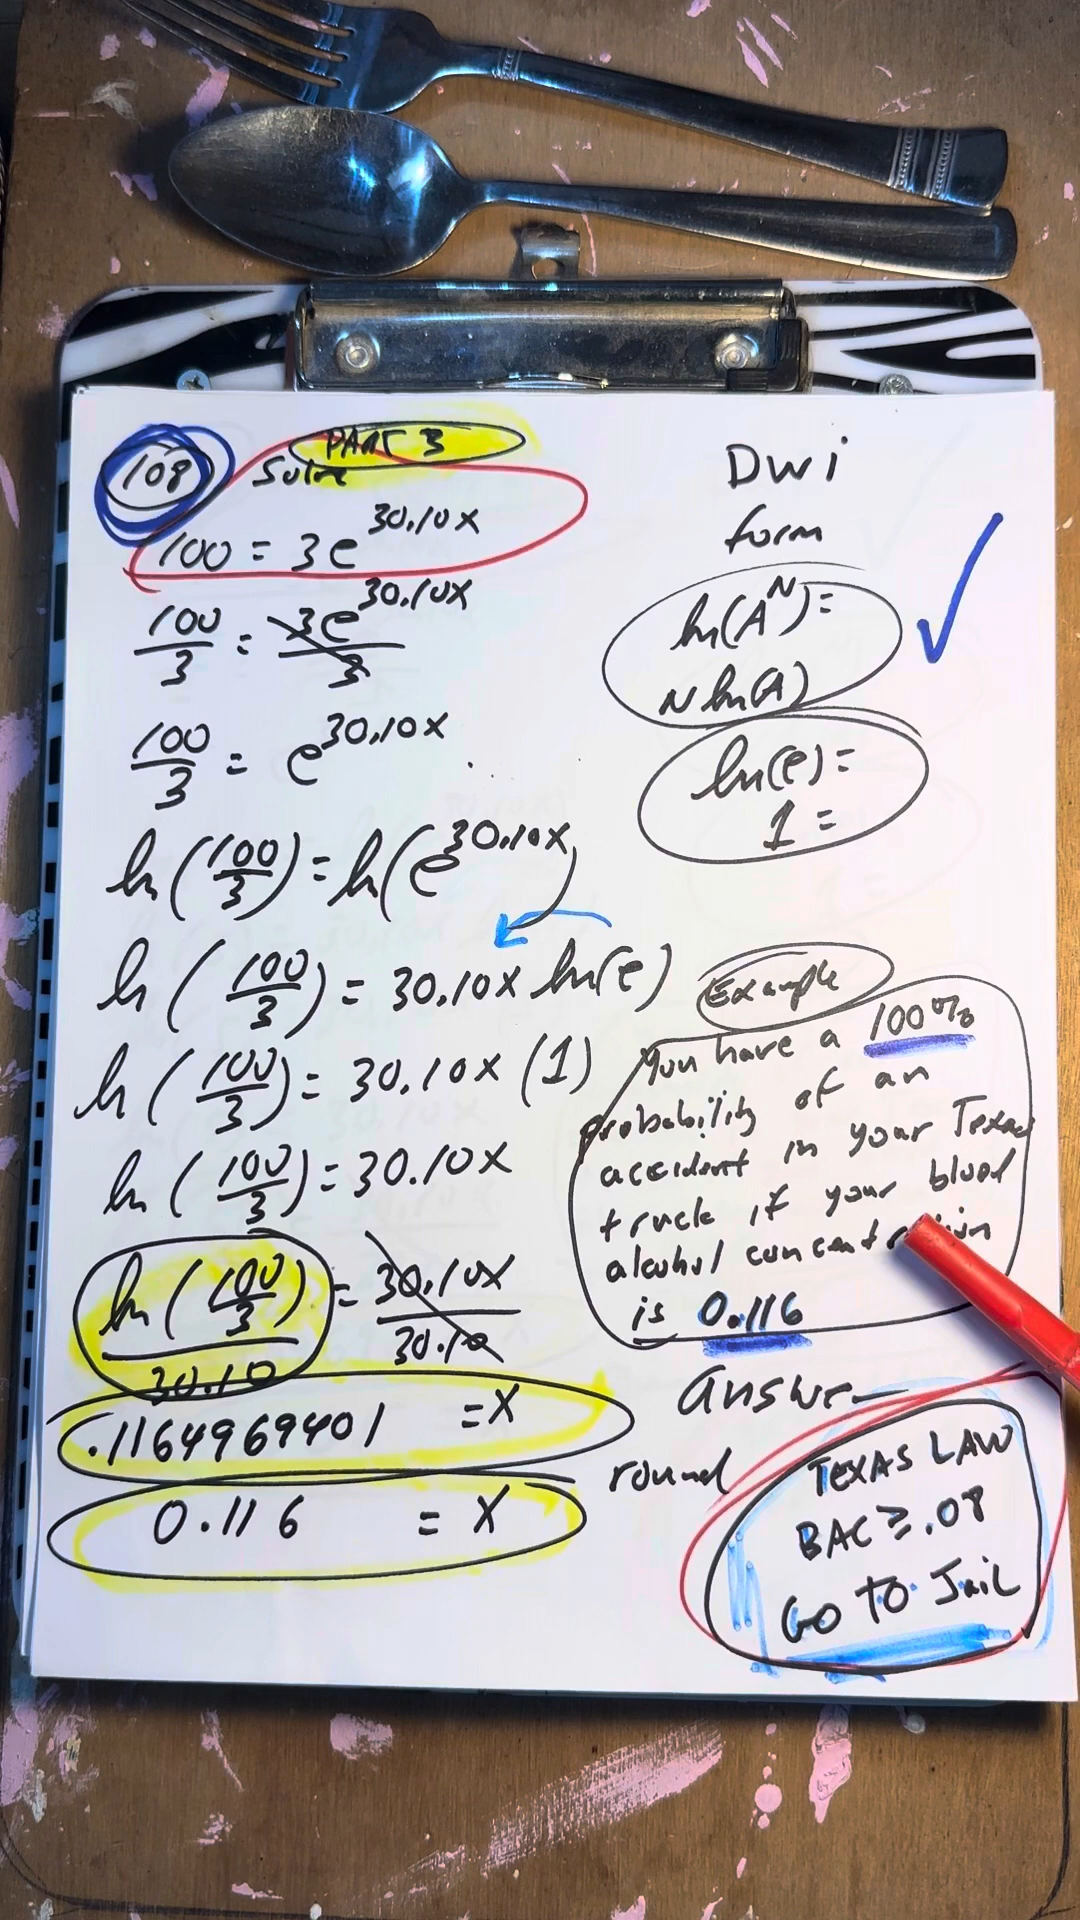 108
PART 3
Solve
100 = 3e^30.10x
100/3 = 3e^30.10x/3
100/3 = e^30.10x
ln(100/3) = ln(e^30.10x)
ln(100/3) = 30.10x ln(e)
ln(100/3) = 30.10x (1)
ln(100/3) = 30.10x
ln(100/3)/30.10 = 30.10x/30.10
.1164969401 = x
0.116 = x
Dwi
form
ln(A^N) =
N ln(A)
ln(e) =
1 =
Example
You have a 100%
probability of an
accident in your Texas
truck if your blood
alcohol concentration
is 0.116
Answer
round
TEXAS LAW
BAC ≥ .08
GO TO JAIL